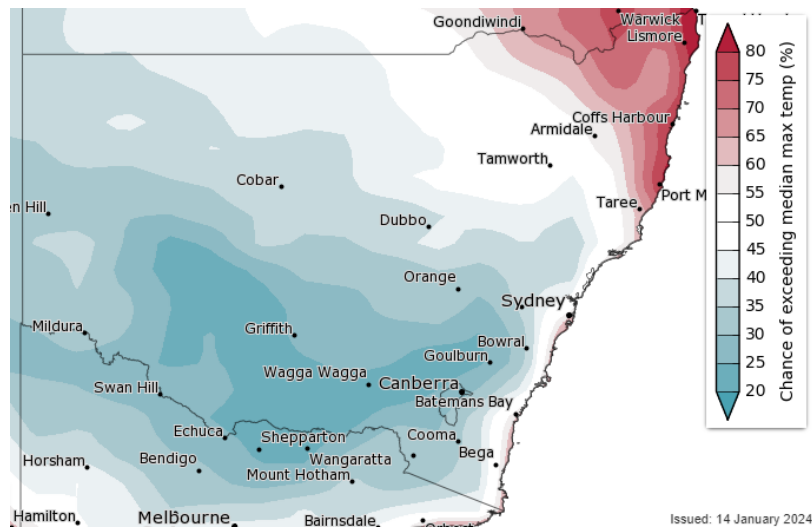 Goondiwindi
Warwick
Lismore
Coffs Harbour
Armidale
Tamworth
Cobar
Port M
Taree
en Hill
Dubbo
Orange
Sydney
Mildura
Griffith
Bowral
Goulburn
Wagga Wagga
Canberra
Swan Hill
Batemans Bay
Echuca
Shepparton
Cooma
Bega
Horsham
Bendigo
Wangaratta
Mount Hotham
Hamilton
Melbourne
Bairnsdale
80
75
70
65
60
55
50
45
40
35
30
25
20
Chance of exceeding median max temp (%)
Issued: 14 January 2024